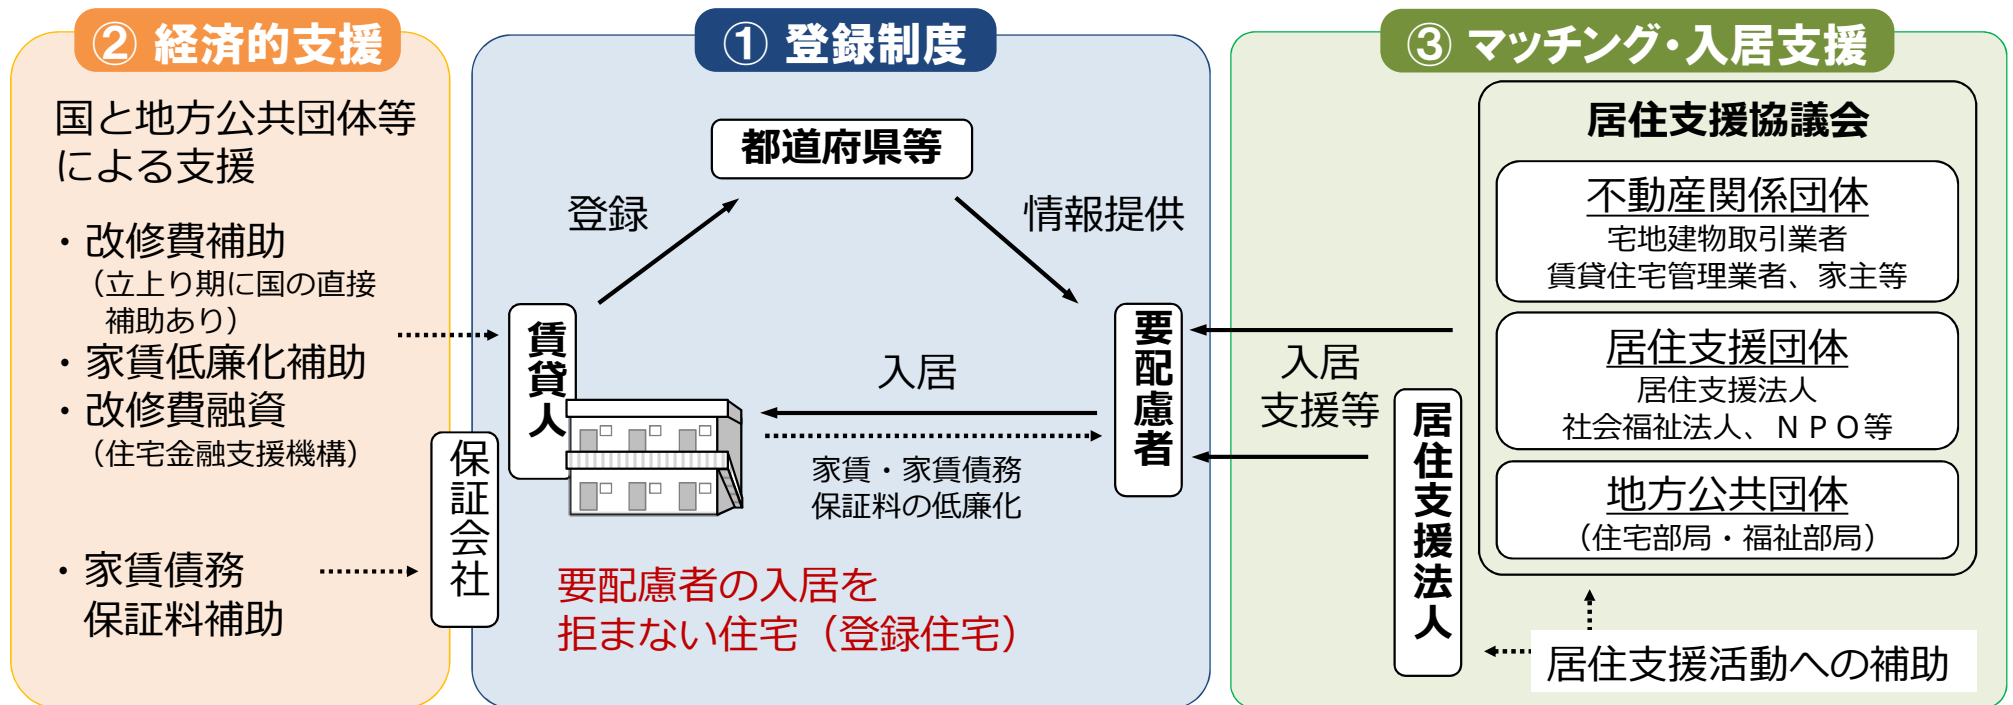 ② 経済的支援
国と地方公共団体等
による支援
・改修費補助
（立上り期に国の直接
補助あり）
・家賃低廉化補助
・改修費融資
（住宅金融支援機構）
・家賃債務
保証料補助
保証会社
① 登録制度
都道府県等
登録
情報提供
賃貸人
要配慮者
入居
家賃・家賃債務
保証料の低廉化
要配慮者の入居を
拒まない住宅（登録住宅）
③ マッチング・入居支援
入居
支援等
居住支援法人
居住支援協議会
不動産関係団体
宅地建物取引業者
賃貸住宅管理業者、家主等
居住支援団体
居住支援法人
社会福祉法人、ＮＰＯ等
地方公共団体
（住宅部局・福祉部局）
居住支援活動への補助